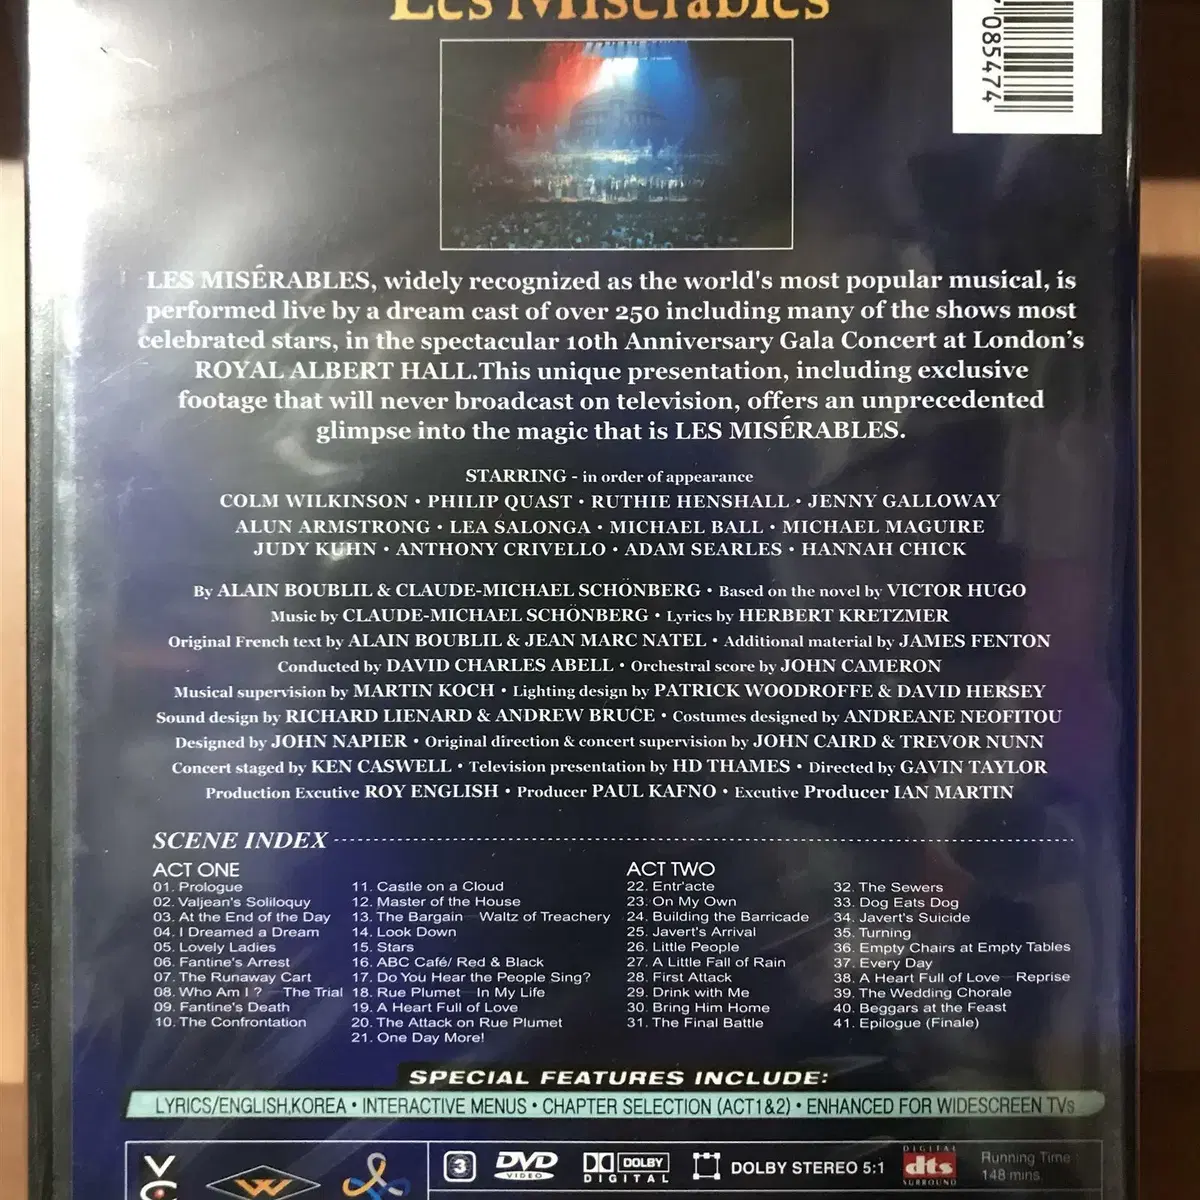 Les Misérables
085474
LES MISÉRABLES, widely recognized as the world's most popular musical, is
performed live by a dream cast of over 250 including many of the shows most
celebrated stars, in the spectacular 10th Anniversary Gala Concert at London's
ROYAL ALBERT HALL.This unique presentation, including exclusive
footage that will never broadcast on television, offers an unprecedented
glimpse into the magic that is LES MISÉRABLES.
STARRING - in order of appearance
COLM WILKINSON • PHILIP QUAST • RUTHIE HENSHALL • JENNY GALLOWAY
ALUN ARMSTRONG • LEA SALONGA • MICHAEL BALL • MICHAEL MAGUIRE
JUDY KUHN • ANTHONY CRIVELLO • ADAM SEARLES • HANNAH CHICK
By ALAIN BOUBLIL & CLAUDE-MICHAEL SCHÖNBERG • Based on the novel by VICTOR HUGO
Music by CLAUDE-MICHAEL SCHÖNBERG • Lyrics by HERBERT KRETZMER
Original French text by ALAIN BOUBLIL & JEAN MARC NATEL • Additional material by JAMES FENTON
Conducted by DAVID CHARLES ABELL • Orchestral score by JOHN CAMERON
Musical supervision by MARTIN KOCH • Lighting design by PATRICK WOODROFFE & DAVID HERSEY
Sound design by RICHARD LIENARD & ANDREW BRUCE • Costumes designed by ANDREANE NEOFITOU
Designed by JOHN NAPIER • Original direction & concert supervision by JOHN CAIRD & TREVOR NUNN
Concert staged by KEN CASWELL • Television presentation by HD THAMES • Directed by GAVIN TAYLOR
Production Excutive ROY ENGLISH • Producer PAUL KAFNO • Excutive Producer IAN MARTIN
SCENE INDEX
ACT ONE
01. Prologue
02. Valjean's Soliloquy
03. At the End of the Day
04. I Dreamed a Dream
05. Lovely Ladies
06. Fantine's Arrest
07. The Runaway Cart
08. Who Am I ? — The Trial
09. Fantine's Death
10. The Confrontation
11. Castle on a Cloud
12. Master of the House
13. The Bargain — Waltz of Treachery
14. Look Down
15. Stars
16. ABC Café/ Red & Black
17. Do You Hear the People Sing?
18. Rue Plumet — In My Life
19. A Heart Full of Love
20. The Attack on Rue Plumet
21. One Day More!
ACT TWO
22. Entr'acte
23. On My Own
24. Building the Barricade
25. Javert's Arrival
26. Little People
27. A Little Fall of Rain
28. First Attack
29. Drink with Me
30. Bring Him Home
31. The Final Battle
32. The Sewers
33. Dog Eats Dog
34. Javert's Suicide
35. Turning
36. Empty Chairs at Empty Tables
37. Every Day
38. A Heart Full of Love — Reprise
39. The Wedding Chorale
40. Beggars at the Feast
41. Epilogue (Finale)
SPECIAL FEATURES INCLUDE:
LYRICS/ENGLISH,KOREA • INTERACTIVE MENUS • CHAPTER SELECTION (ACT1&2) • ENHANCED FOR WIDESCREEN TVs
3
DVD
VIDEO
DOLBY
DIGITAL
DOLBY STEREO 5:1
DIGITAL
dts
SURROUND
Running Time :
148 mins